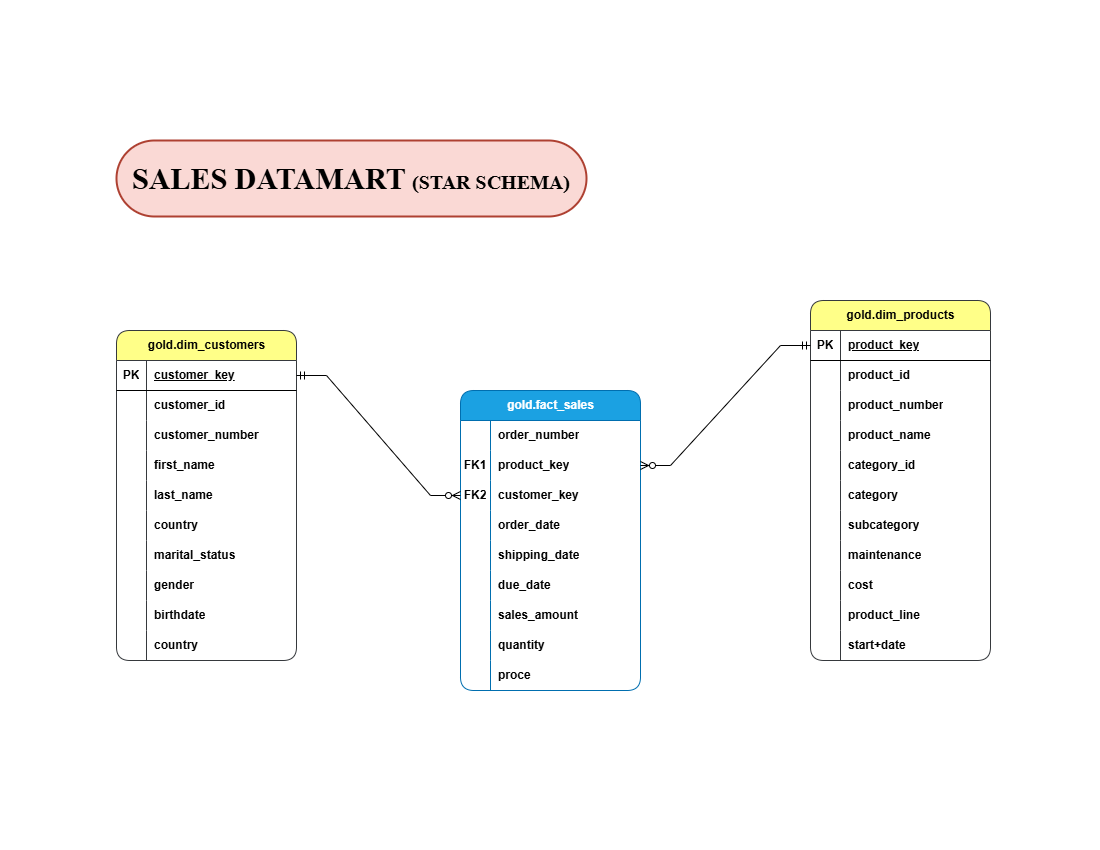 SALES DATAMART (STAR SCHEMA)
gold.dim_customers
PK customer_key
customer_id
customer_number
first_name
last_name
country
marital_status
gender
birthdate
country
gold.fact_sales
order_number
FK1 product_key
FK2 customer_key
order_date
shipping_date
due_date
sales_amount
quantity
proce
gold.dim_products
PK product_key
product_id
product_number
product_name
category_id
category
subcategory
maintenance
cost
product_line
start+date